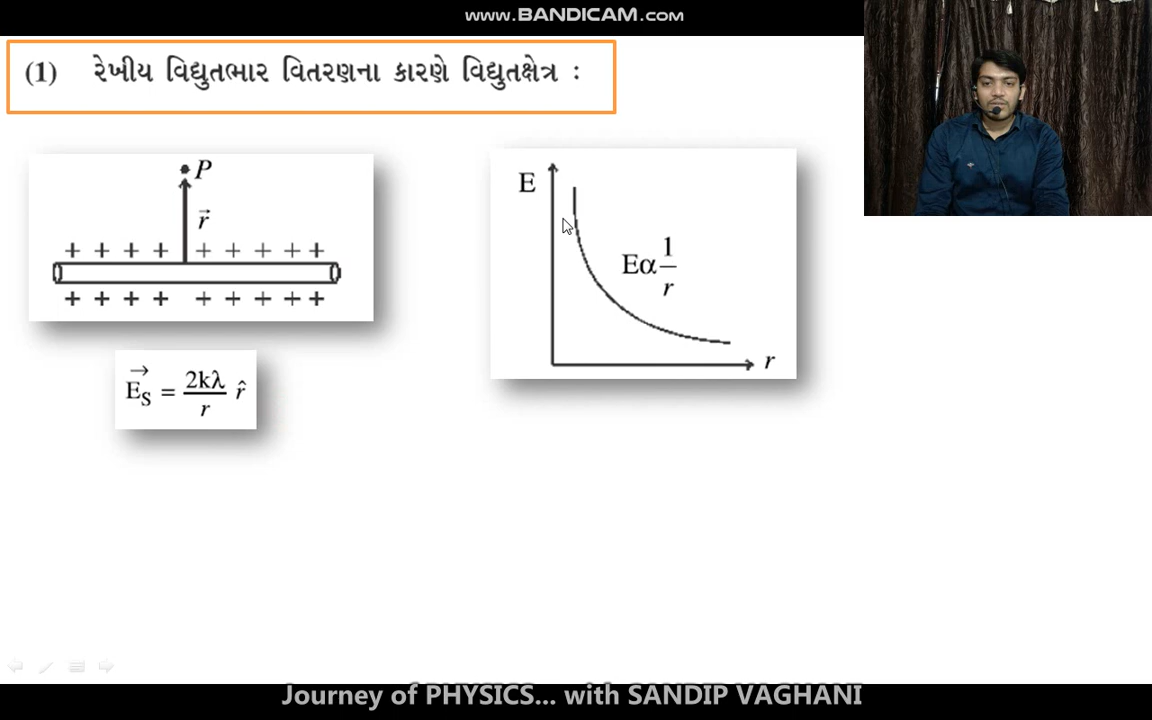 www.BANDICAM.com
(1) રેખીય વિદ્યુતભાર વિતરણના કારણે વિદ્યુતક્ષેત્ર :
P
r⃗
+ + + + + + + + +
+ + + + + + + + +
E⃗S = 2kλ/r r̂
E
Eα 1/r
r
Journey of PHYSICS... with SANDIP VAGHANI